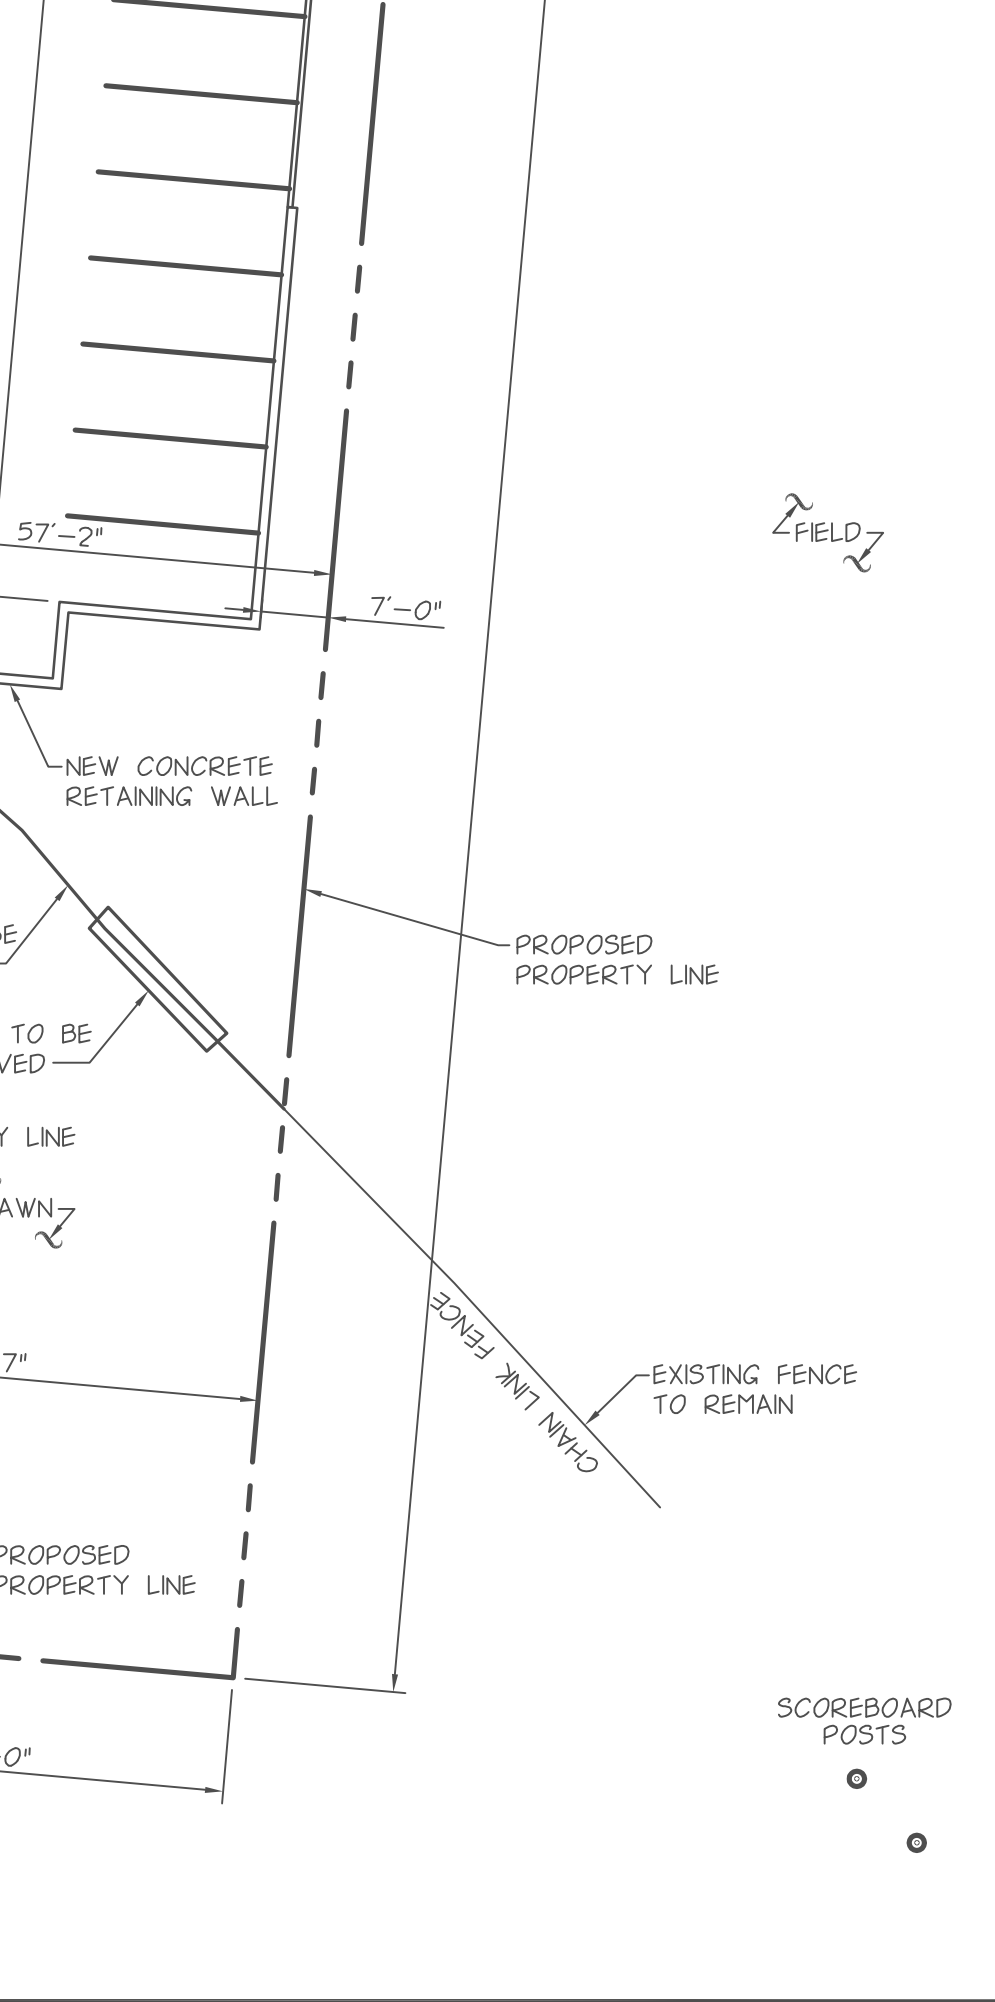 57'-2"
FIELD
7'-0"
NEW CONCRETE
RETAINING WALL
PROPOSED
PROPERTY LINE
TO BE
LINE
7"
CHAIN LINK FENCE
EXISTING FENCE
TO REMAIN
PROPOSED
PROPERTY LINE
SCOREBOARD
POSTS
-0"